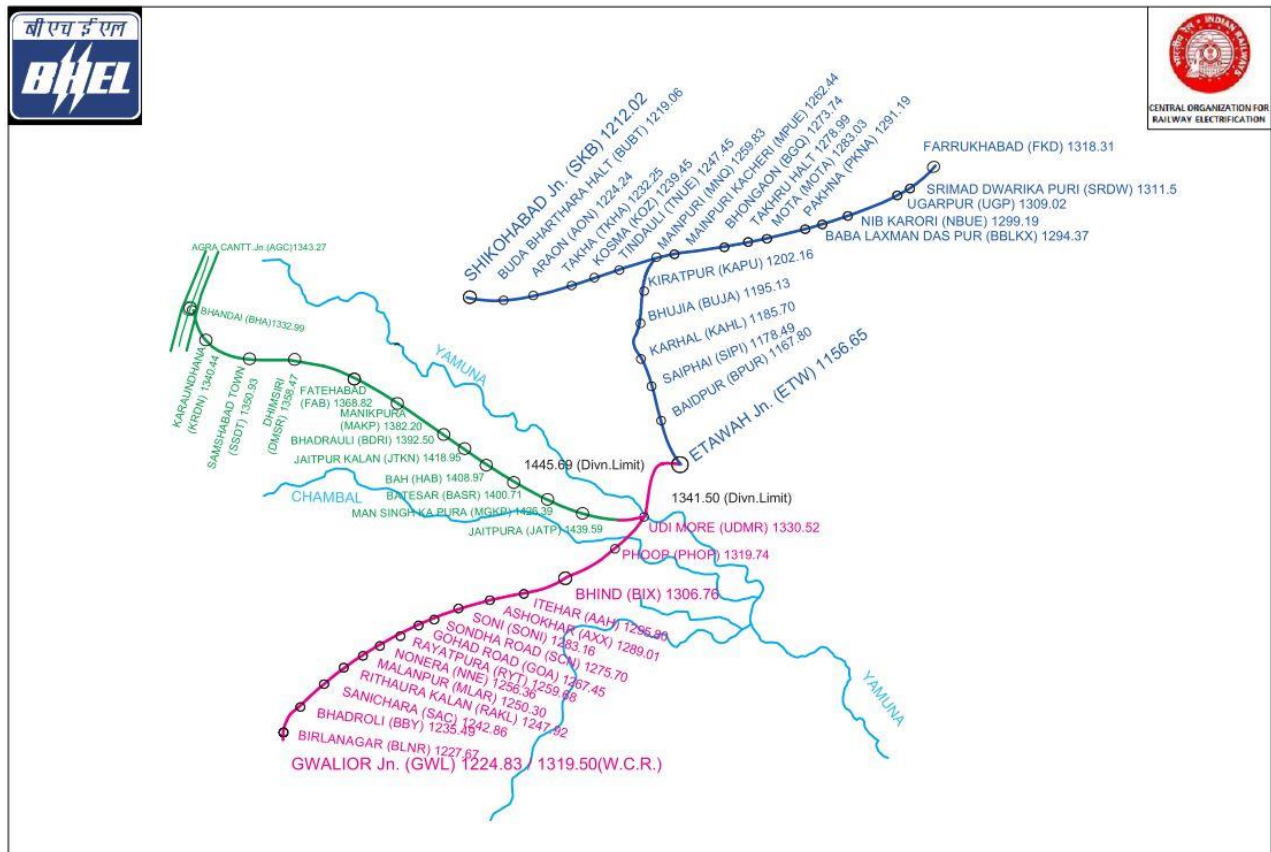 बी एच ई एल
BHEL
भारतीय रेल INDIAN RAILWAYS
CENTRAL ORGANIZATION FOR
RAILWAY ELECTRIFICATION
SHIKOHABAD Jn. (SKB) 1212.02
BUDA BHARTHARA HALT (BUBT) 1219.06
ARAON (AON) 1224.24
TAKHA (TKHA) 1232.25
KOSMA (KOZ) 1239.45
TINDAULI (TNUE) 1247.45
MAINPURI (MNQ) 1259.83
MAINPURI KACHERI (MPUE) 1262.44
BHONGAON (BGQ) 1273.74
TAKHRU HALT 1278.99
MOTA (MOTA) 1283.03
PAKHNA (PKNA) 1291.19
FARRUKHABAD (FKD) 1318.31
SRIMAD DWARIKA PURI (SRDW) 1311.5
UGARPUR (UGP) 1309.02
NIB KARORI (NBUE) 1299.19
BABA LAXMAN DAS PUR (BBLKX) 1294.37
KIRATPUR (KAPU) 1202.16
BHUJIA (BUJA) 1195.13
KARHAL (KAHL) 1185.70
SAIPHAI (SIPI) 1178.49
BAIDPUR (BPUR) 1167.80
ETAWAH Jn. (ETW) 1156.65
AGRA CANTT.Jn.(AGC)1343.27
BHANDAI (BHA)1332.99
KARAUNDHANA
(KRDN) 1340.44
SAMSHABAD TOWN
(SSDT) 1350.93
DHIMSIRI
(DMSR) 1358.47
FATEHABAD
(FAB) 1368.82
MANIKPURA
(MAKP) 1382.20
BHADRAULI (BDRI) 1392.50
JAITPUR KALAN (JTKN) 1418.95
BAH (HAB) 1408.97
BATESAR (BASR) 1400.71
MAN SINGH KA PURA (MGKP) 1426.39
JAITPURA (JATP) 1439.59
YAMUNA
CHAMBAL
1445.69 (Divn.Limit)
1341.50 (Divn.Limit)
UDI MORE (UDMR) 1330.52
PHOOP (PHOP) 1319.74
BHIND (BIX) 1306.76
ITEHAR (AAH) 1295.80
ASHOKHAR (AXX) 1289.01
SONI (SONI) 1283.16
SONDHA ROAD (SCN) 1275.70
GOHAD ROAD (GOA) 1267.45
RAYATPURA (RYT) 1259.68
NONERA (NNE) 1256.36
MALANPUR (MLAR) 1250.30
RITHAURA KALAN (RAKL) 1247.92
SANICHARA (SAC) 1242.86
BHADROLI (BBY) 1235.49
BIRLANAGAR (BLNR) 1227.67
GWALIOR Jn. (GWL) 1224.83 / 1319.50(W.C.R.)
YAMUNA